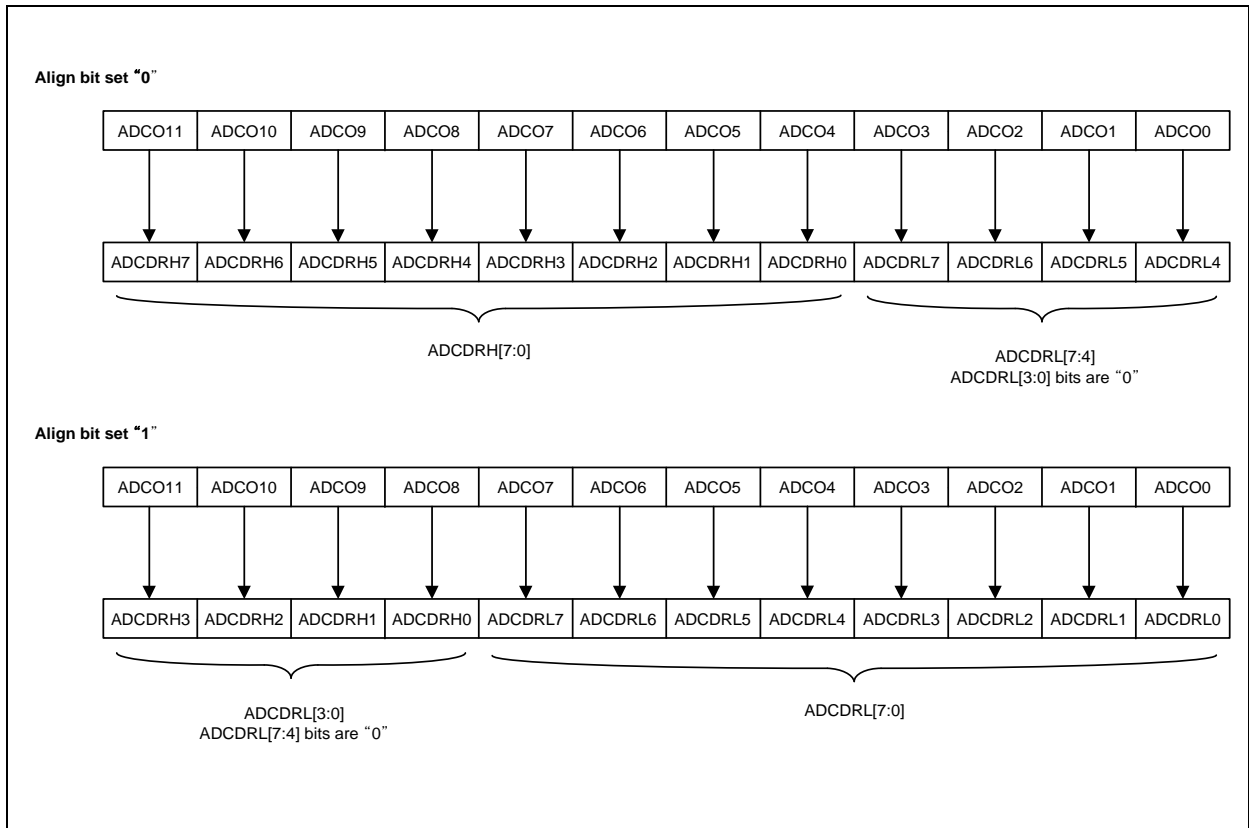 Align bit set “0”
ADCO11 ADCO10 ADCO9 ADCO8 ADCO7 ADCO6 ADCO5 ADCO4 ADCO3 ADCO2 ADCO1 ADCO0
ADCDRH7 ADCDRH6 ADCDRH5 ADCDRH4 ADCDRH3 ADCDRH2 ADCDRH1 ADCDRH0 ADCDRL7 ADCDRL6 ADCDRL5 ADCDRL4
ADCDRH[7:0]
ADCDRL[7:4]
ADCDRL[3:0] bits are “0”
Align bit set “1”
ADCO11 ADCO10 ADCO9 ADCO8 ADCO7 ADCO6 ADCO5 ADCO4 ADCO3 ADCO2 ADCO1 ADCO0
ADCDRH3 ADCDRH2 ADCDRH1 ADCDRH0 ADCDRL7 ADCDRL6 ADCDRL5 ADCDRL4 ADCDRL3 ADCDRL2 ADCDRL1 ADCDRL0
ADCDRL[3:0]
ADCDRL[7:4] bits are “0”
ADCDRL[7:0]